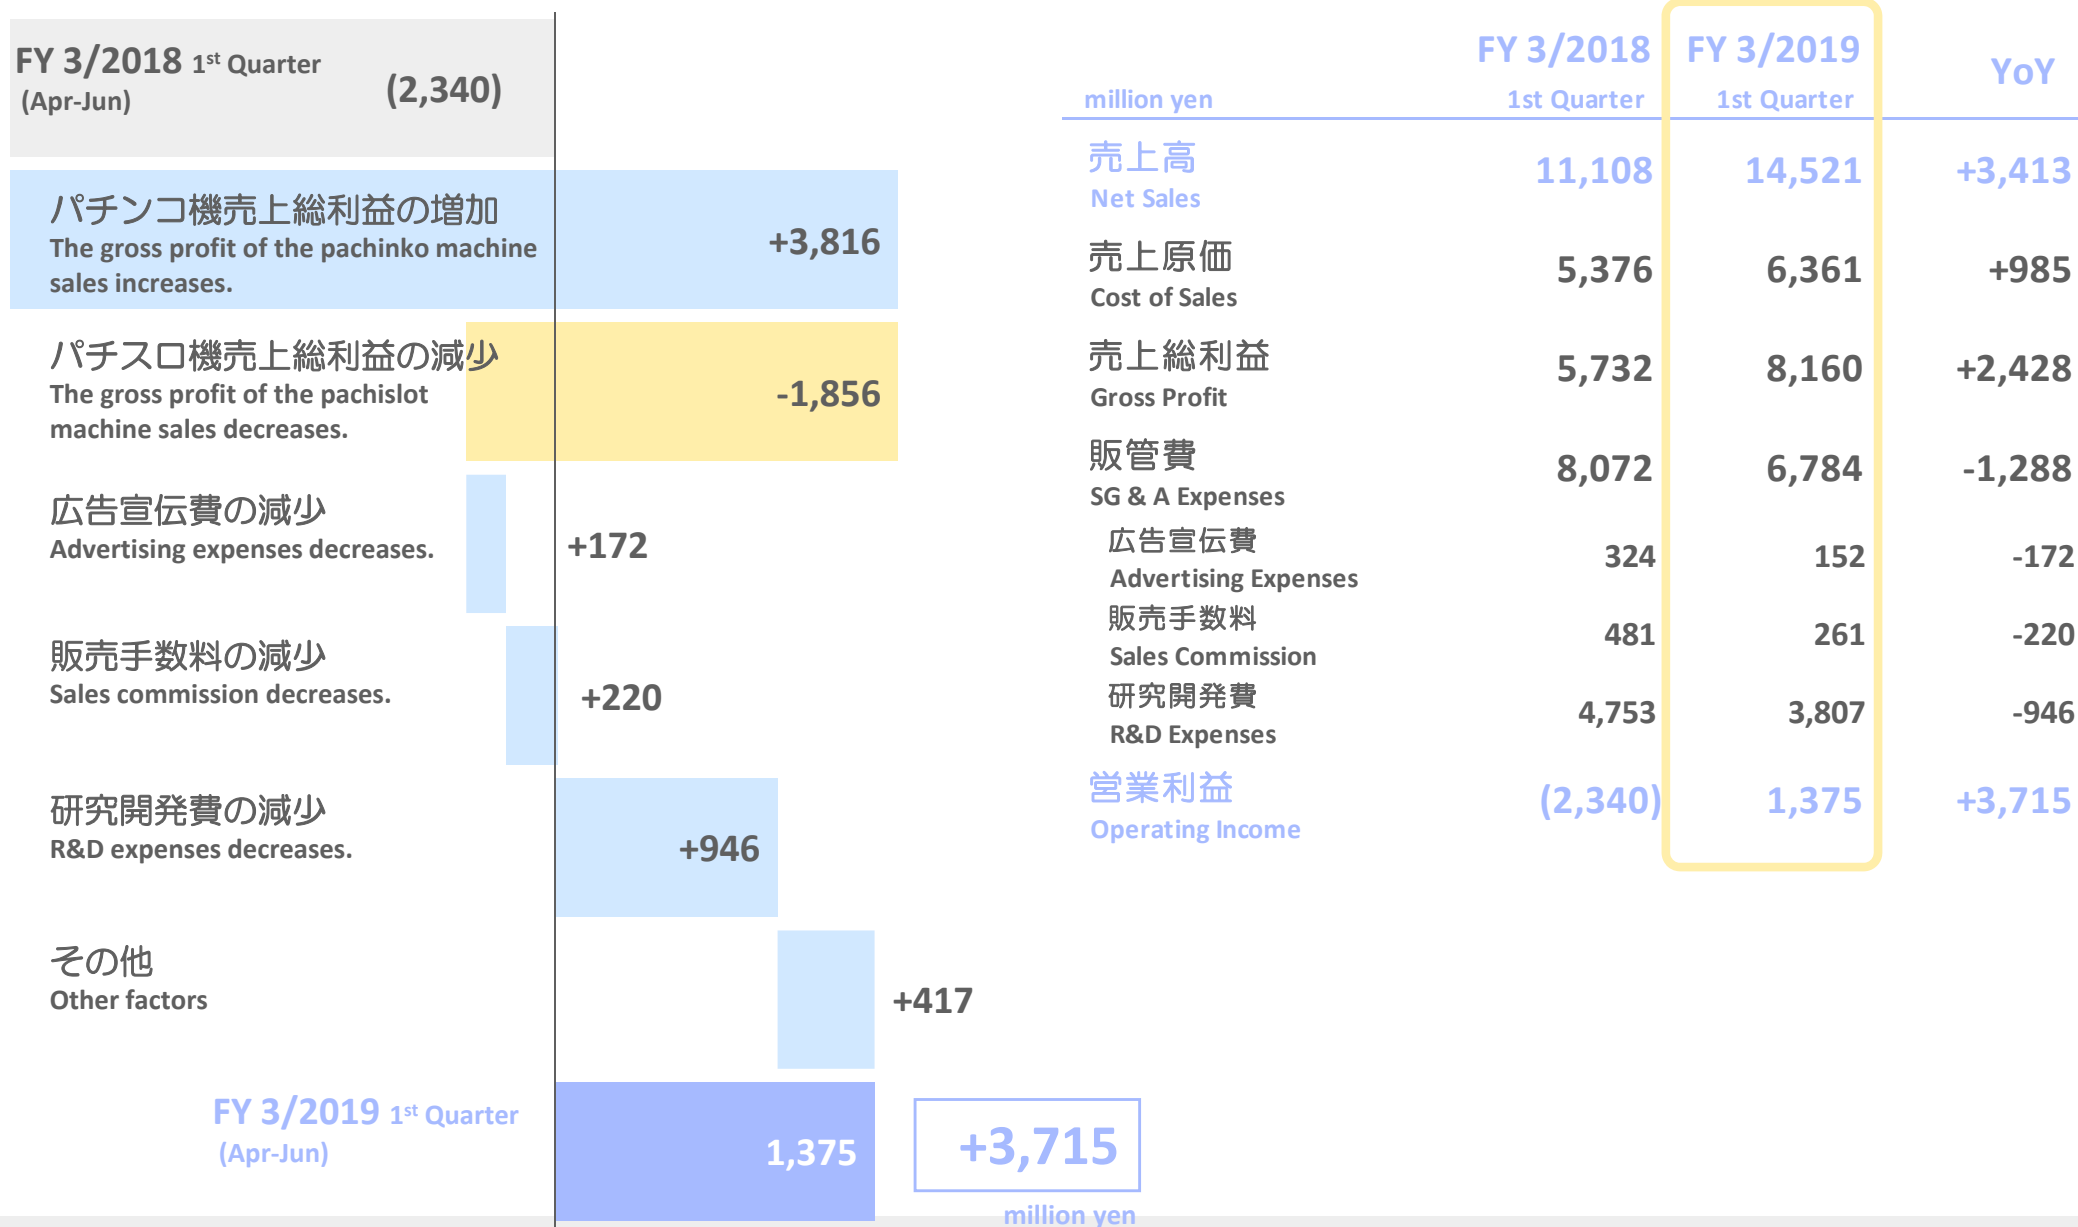 FY 3/2018 1st Quarter
(Apr-Jun)
(2,340)
パチンコ機売上総利益の増加
The gross profit of the pachinko machine
sales increases.
+3,816
パチスロ機売上総利益の減少
The gross profit of the pachislot
machine sales decreases.
-1,856
広告宣伝費の減少
Advertising expenses decreases.
+172
販売手数料の減少
Sales commission decreases.
+220
研究開発費の減少
R&D expenses decreases.
+946
その他
Other factors
+417
FY 3/2019 1st Quarter
(Apr-Jun)
1,375
+3,715
million yen
FY 3/2018 FY 3/2019 YoY
million yen 1st Quarter 1st Quarter
売上高
Net Sales
11,108 14,521 +3,413
売上原価
Cost of Sales
5,376 6,361 +985
売上総利益
Gross Profit
5,732 8,160 +2,428
販管費
SG & A Expenses
8,072 6,784 -1,288
広告宣伝費
Advertising Expenses
324 152 -172
販売手数料
Sales Commission
481 261 -220
研究開発費
R&D Expenses
4,753 3,807 -946
営業利益
Operating Income
(2,340) 1,375 +3,715